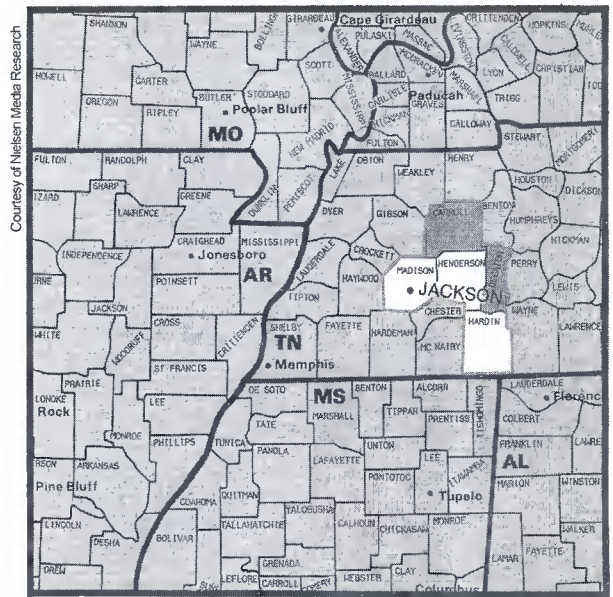 Courtesy of Nielsen Media Research
SHANNON
WAYNE
BOLLINGER
GIRARDEAU
Cape Girardeau
CRITTENDEN
HOPKINS
ALEXANDER
PULASKI
MASSAC
LIVINGSTON
CALDWELL
MCCRACKEN
HOWELL
CARTER
SCOTT
BALLARD
MARSHALL
LYON
CHRISTIAN
OREGON
RIPLEY
BUTLER
STODDARD
MISSISSIPPI
CARLISLE
Paducah
GRAVES
TRIGG
Poplar Bluff
MO
NEW MADRID
HICKMAN
FULTON
CALLOWAY
STEWART
MONTGOMERY
FULTON
RANDOLPH
CLAY
DUNKLIN
PEMISCOT
LAKE
OBION
WEAKLEY
HENRY
HOUSTON
DICKSON
IZARD
SHARP
GREENE
LAWRENCE
DYER
GIBSON
CARROLL
BENTON
HUMPHREYS
HICKMAN
INDEPENDENCE
CRAIGHEAD
Jonesboro
MISSISSIPPI
AR
LAUDERDALE
CROCKETT
HAYWOOD
MADISON
HENDERSON
PERRY
LEWIS
POINSETT
JACKSON
TIPTON
JACKSON
CHESTER
WAYNE
URNE
WHITE
WOODRUFF
CROSS
CRITTENDEN
SHELBY
TN
Memphis
FAYETTE
HARDEMAN
MC NAIRY
HARDIN
LAWRENCE
ST FRANCIS
PRAIRIE
LONOKE
Rock
MONROE
LEE
PHILLIPS
DE SOTO
MS
BENTON
ALCORN
TISHOMINGO
LAUDERDALE
Florenc
MARSHALL
TIPPAH
PRENTISS
COLBERT
TATE
TUNICA
PANOLA
UNION
LEE
FRANKLIN
LAWRE
AL
RSON
ARKANSAS
Pine Bluff
LAFAYETTE
PONTOTOC
ITAWAMBA
Tupelo
MARION
WINSTON
COAHOMA
QUITMAN
YALOBUSHA
CALHOUN
CHICKASAW
MONROE
WALKER
LINCOLN
DESHA
BOLIVAR
TALLAHATCHIE
GRENADA
LAMAR
FAYETTE
DREW
LEFLORE
CARROLL
WEBSTER
CLAY
Columbus